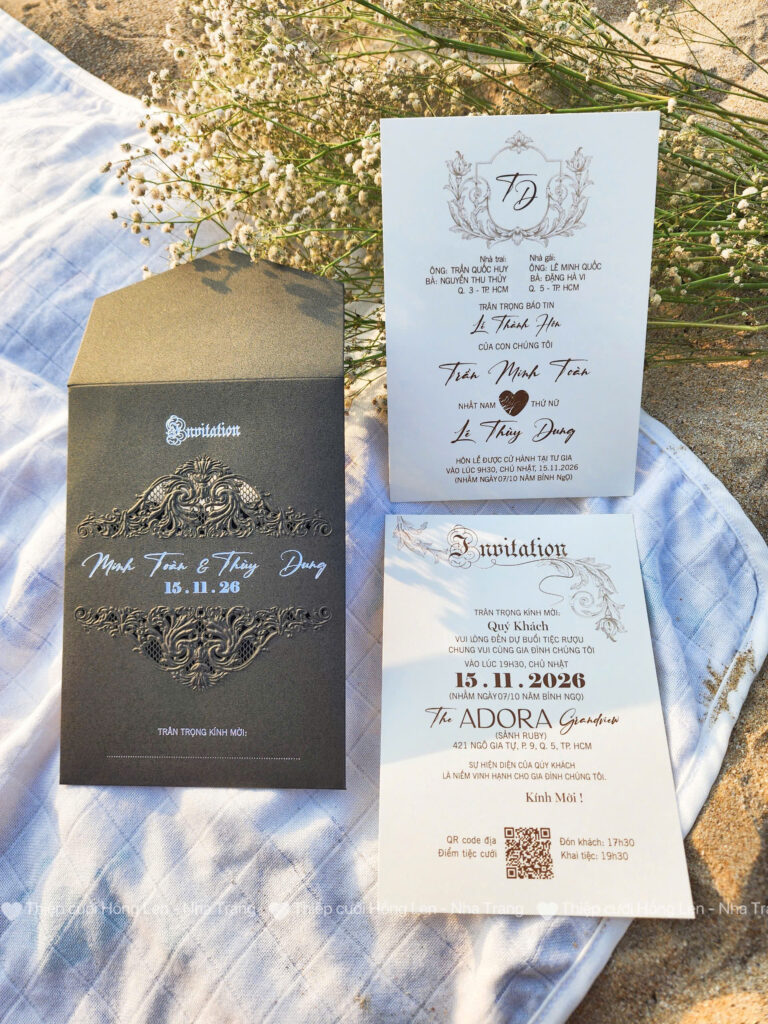 Invitation
Minh Toàn & Thùy Dung
15.11.26
TRÂN TRỌNG KÍNH MỜI:
TD
Nhà trai:
ÔNG: TRẦN QUỐC HUY
BÀ: NGUYỄN THU THỦY
Q. 3 - TP. HCM
Nhà gái:
ÔNG: LÊ MINH QUỐC
BÀ: ĐẶNG HÀ VI
Q. 5 - TP.HCM
TRÂN TRỌNG BÁO TIN
Lễ Thành Hôn
CỦA CON CHÚNG TÔI
Trần Minh Toàn
NHẤT NAM THỨ NỮ
Lê Thùy Dung
HÔN LỄ ĐƯỢC CỬ HÀNH TẠI TƯ GIA
VÀO LÚC 9H30, CHỦ NHẬT, 15.11.2026
(NHẰM NGÀY 07/10 NĂM BÍNH NGỌ)
Invitation
TRÂN TRỌNG KÍNH MỜI:
Quý Khách
VUI LÒNG ĐẾN DỰ BUỔI TIỆC RƯỢU
CHUNG VUI CÙNG GIA ĐÌNH CHÚNG TÔI
VÀO LÚC 19H30, CHỦ NHẬT
15.11.2026
(NHẰM NGÀY 07/10 NĂM BÍNH NGỌ)
The ADORA Grandview
(SẢNH RUBY)
421 NGÔ GIA TỰ, P. 9, Q. 5, TP. HCM
SỰ HIỆN DIỆN CỦA QÚY KHÁCH
LÀ NIỀM VINH HẠNH CHO GIA ĐÌNH CHÚNG TÔI.
Kính Mời !
QR code địa
Điểm tiệc cưới
Đón khách: 17h30
Khai tiệc: 19h30
Thiệp cưới Hồng Len - Nha Trang Thiệp cưới Hồng Len - Nha Trang Thiệp cưới Hồng Len - Nha Trang